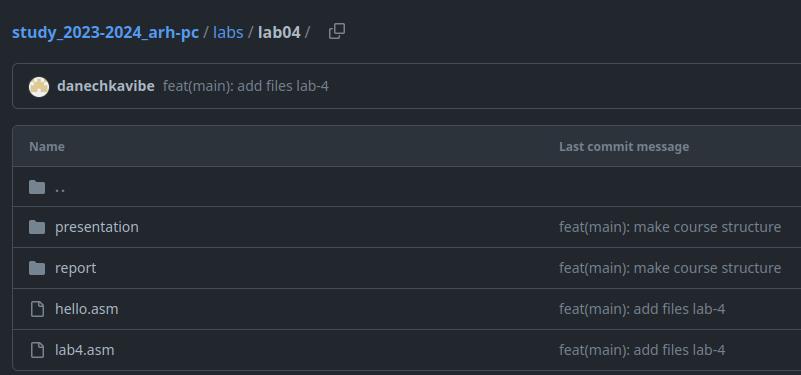 study_2023-2024_arh-pc / labs / lab04 /
danechkavibe feat(main): add files lab-4
Name Last commit message
..
presentation feat(main): make course structure
report feat(main): make course structure
hello.asm feat(main): add files lab-4
lab4.asm feat(main): add files lab-4